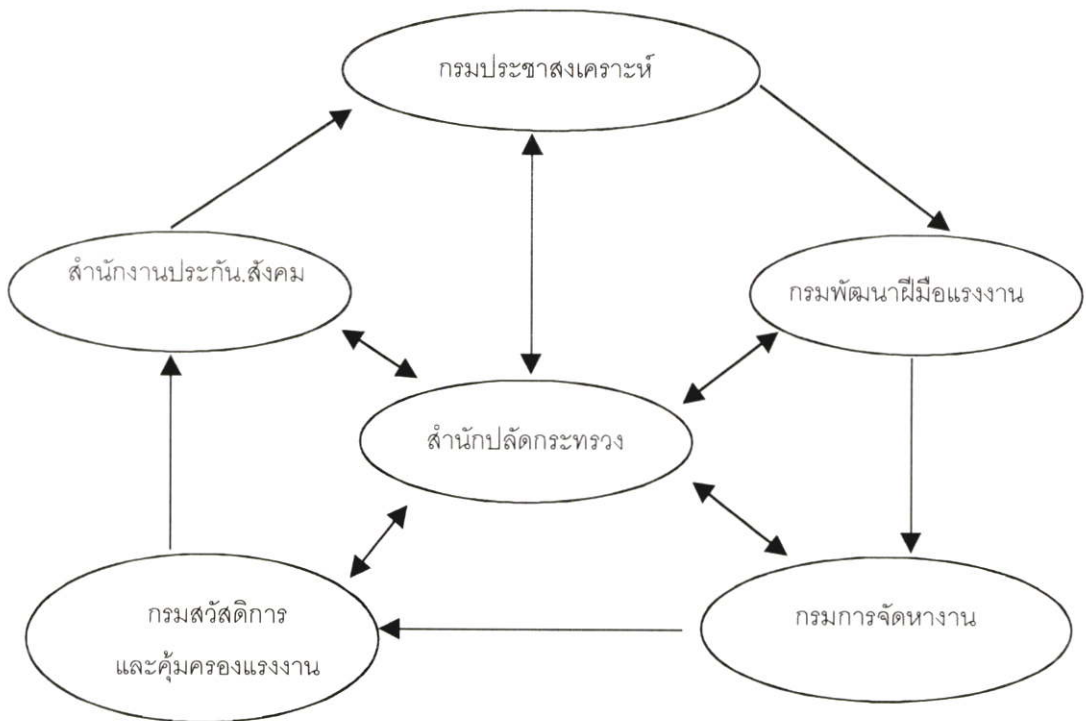 กรมประชาสงเคราะห์
สำนักงานประกัน.สังคม
กรมพัฒนาฝีมือแรงงาน
สำนักปลัดกระทรวง
กรมสวัสดิการ
และคุ้มครองแรงงาน
กรมการจัดหางาน